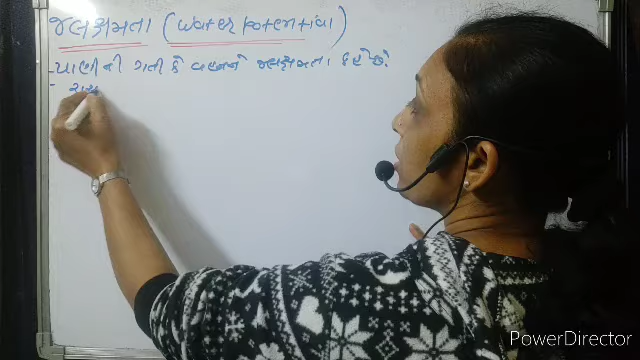 જલક્ષમતા (Water Potential)
- પાણીની ગતી કે વહનને જલક્ષમતા કહે છે.
-
PowerDirector